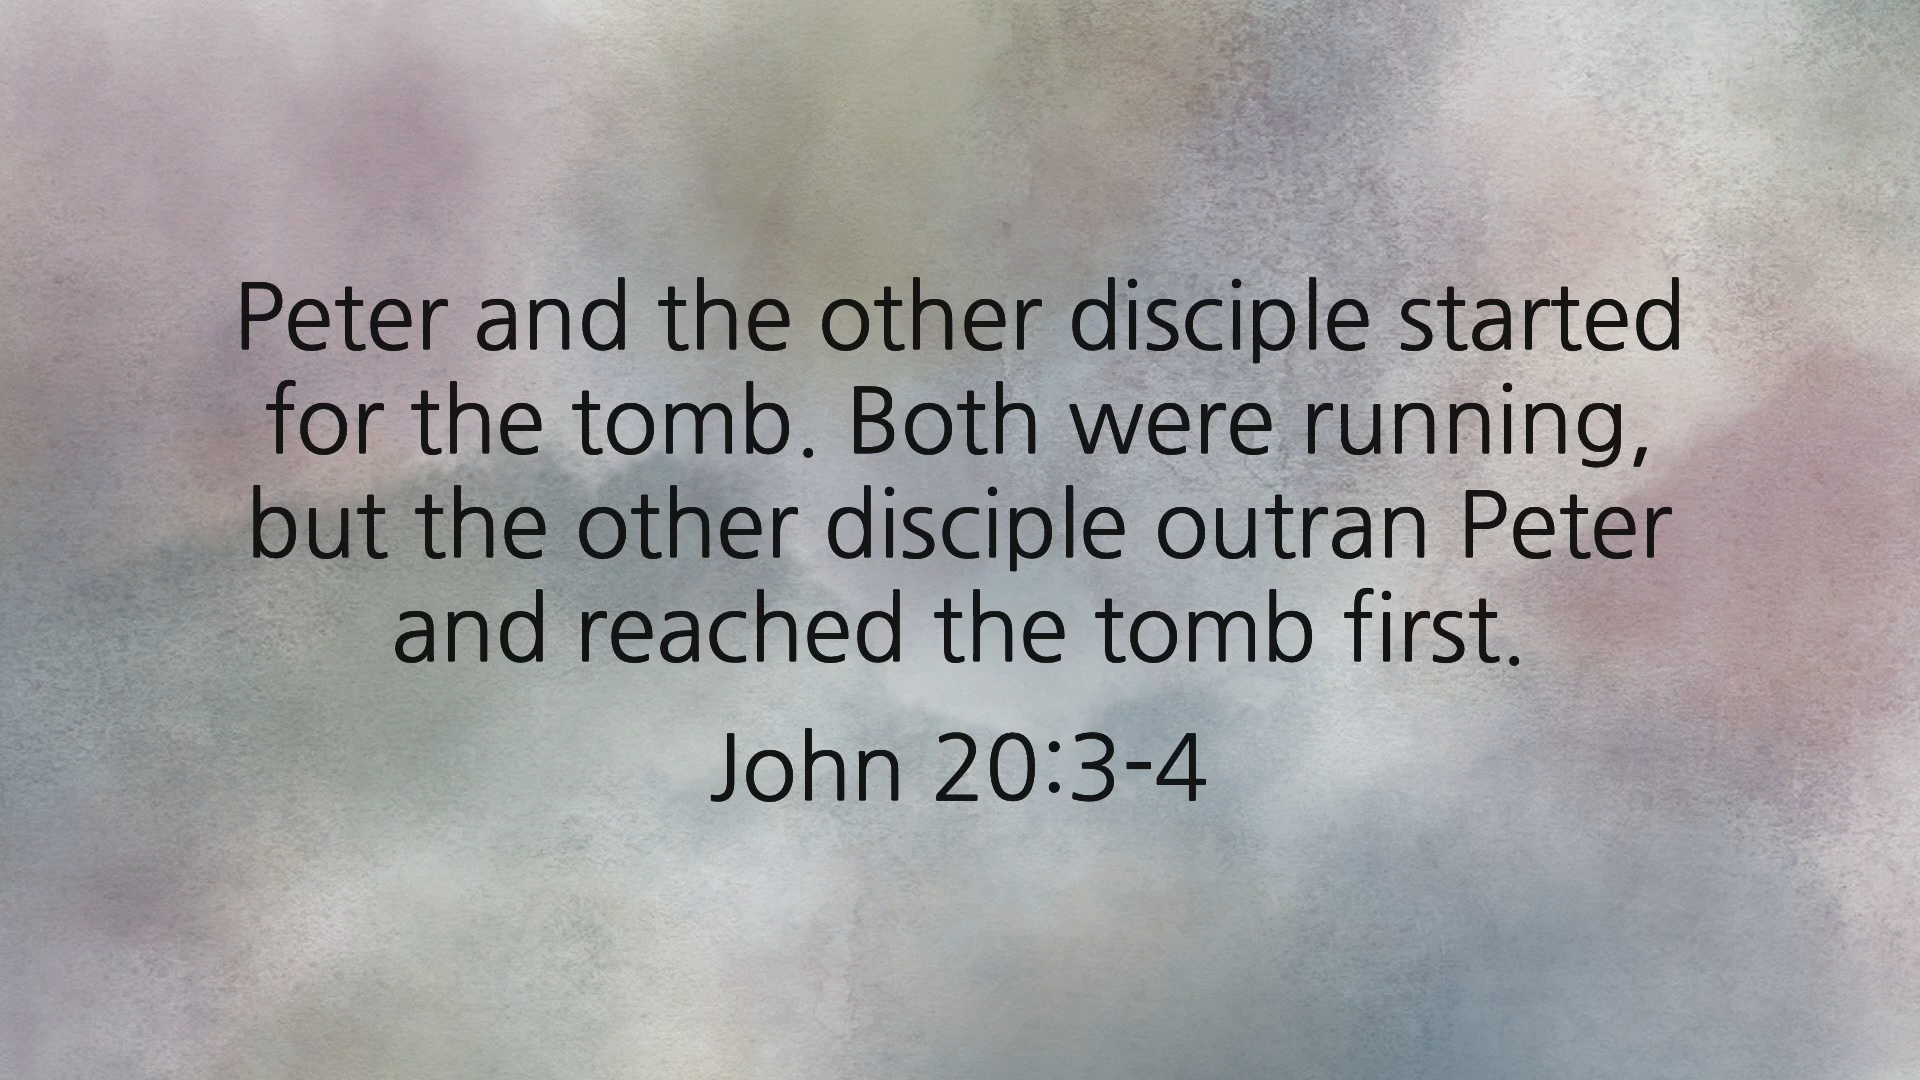 Peter and the other disciple started
for the tomb. Both were running,
but the other disciple outran Peter
and reached the tomb first.
John 20:3-4